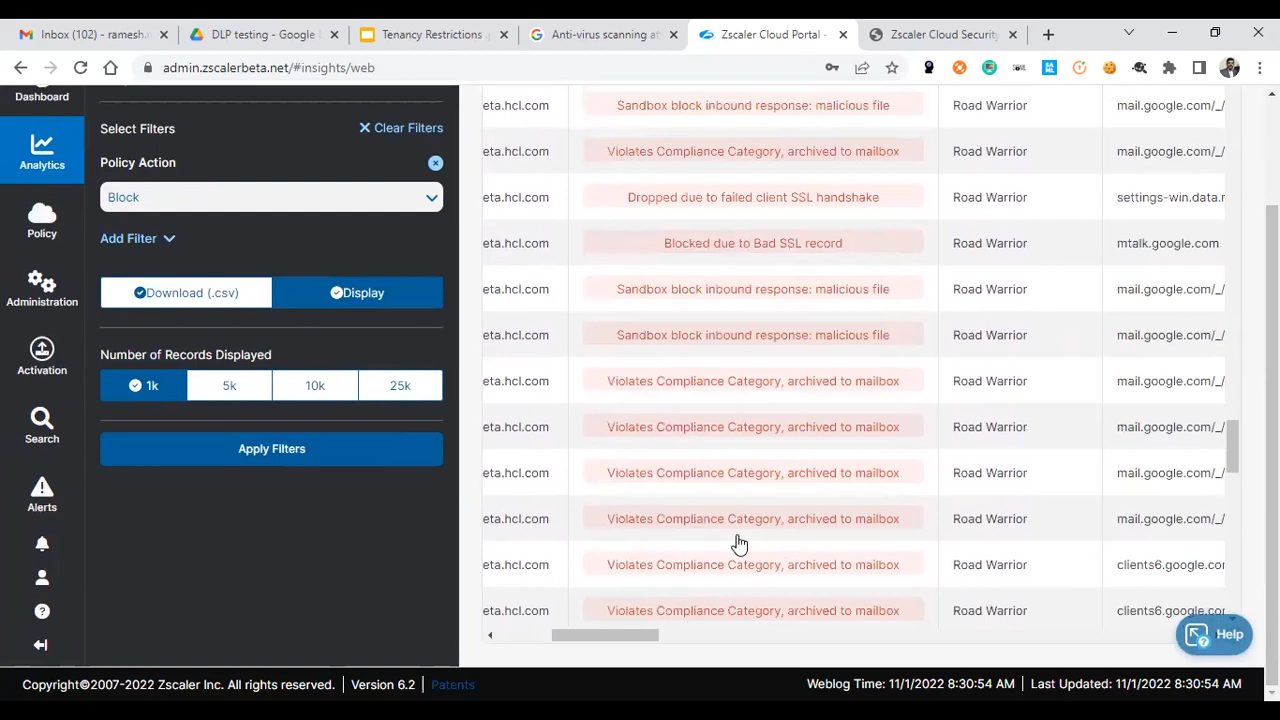 Inbox (102) - ramesh.r
DLP testing - Google
Tenancy Restrictions
Anti-virus scanning at
Zscaler Cloud Portal -
Zscaler Cloud Security
admin.zscalerbeta.net/#insights/web
Dashboard
Analytics
Policy
Administration
Activation
Search
Alerts
Select Filters
Clear Filters
Policy Action
Block
Add Filter
Download (.csv)
Display
Number of Records Displayed
1k 5k 10k 25k
Apply Filters
eta.hcl.com Sandbox block inbound response: malicious file Road Warrior mail.google.com/_/
eta.hcl.com Violates Compliance Category, archived to mailbox Road Warrior mail.google.com/_/
eta.hcl.com Dropped due to failed client SSL handshake Road Warrior settings-win.data.r
eta.hcl.com Blocked due to Bad SSL record Road Warrior mtalk.google.com
eta.hcl.com Sandbox block inbound response: malicious file Road Warrior mail.google.com/_/
eta.hcl.com Sandbox block inbound response: malicious file Road Warrior mail.google.com/_/
eta.hcl.com Violates Compliance Category, archived to mailbox Road Warrior mail.google.com/_/
eta.hcl.com Violates Compliance Category, archived to mailbox Road Warrior mail.google.com/_/
eta.hcl.com Violates Compliance Category, archived to mailbox Road Warrior mail.google.com/_/
eta.hcl.com Violates Compliance Category, archived to mailbox Road Warrior mail.google.com/_/
eta.hcl.com Violates Compliance Category, archived to mailbox Road Warrior clients6.google.con
eta.hcl.com Violates Compliance Category, archived to mailbox Road Warrior clients6.google.con
Help
Copyright©2007-2022 Zscaler Inc. All rights reserved. | Version 6.2 | Patents
Weblog Time: 11/1/2022 8:30:54 AM | Last Updated: 11/1/2022 8:30:54 AM